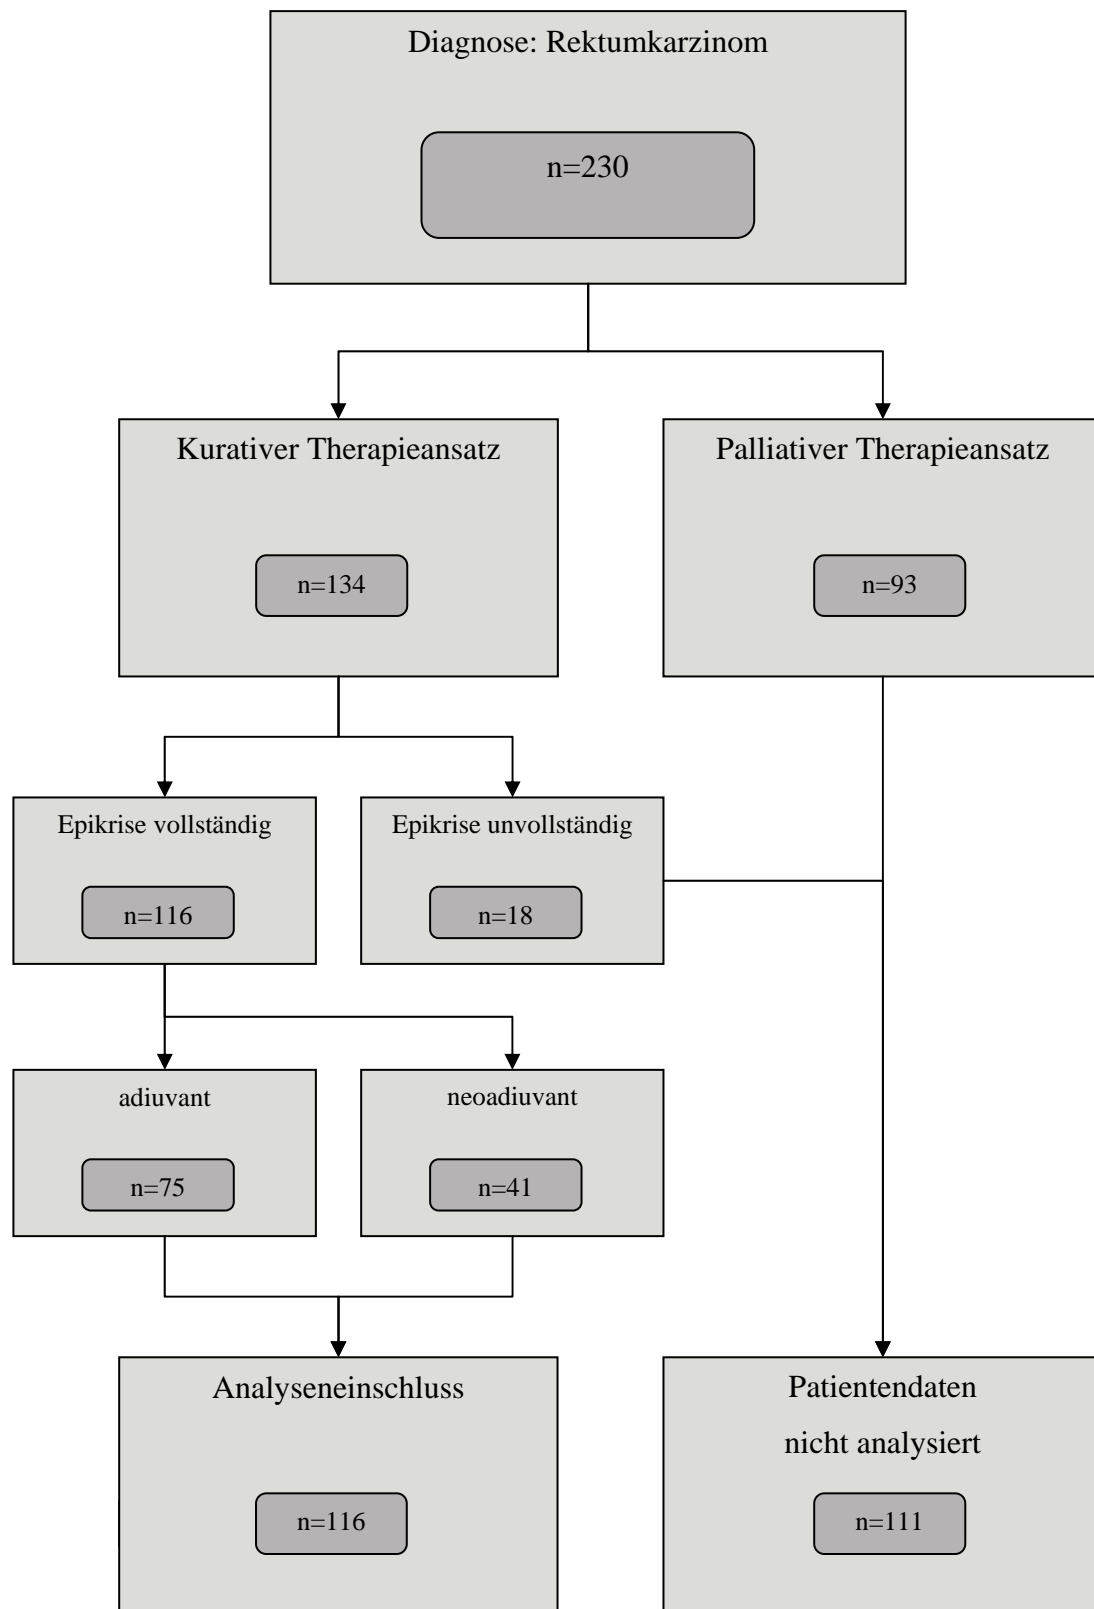 Diagnose: Rektumkarzinom
n=230
Kurativer Therapieansatz
n=134
Palliativer Therapieansatz
n=93
Epikrise vollständig
n=116
Epikrise unvollständig
n=18
adiuvant
n=75
neoadiuvant
n=41
Analyseneinschluss
n=116
Patientendaten
nicht analysiert
n=111